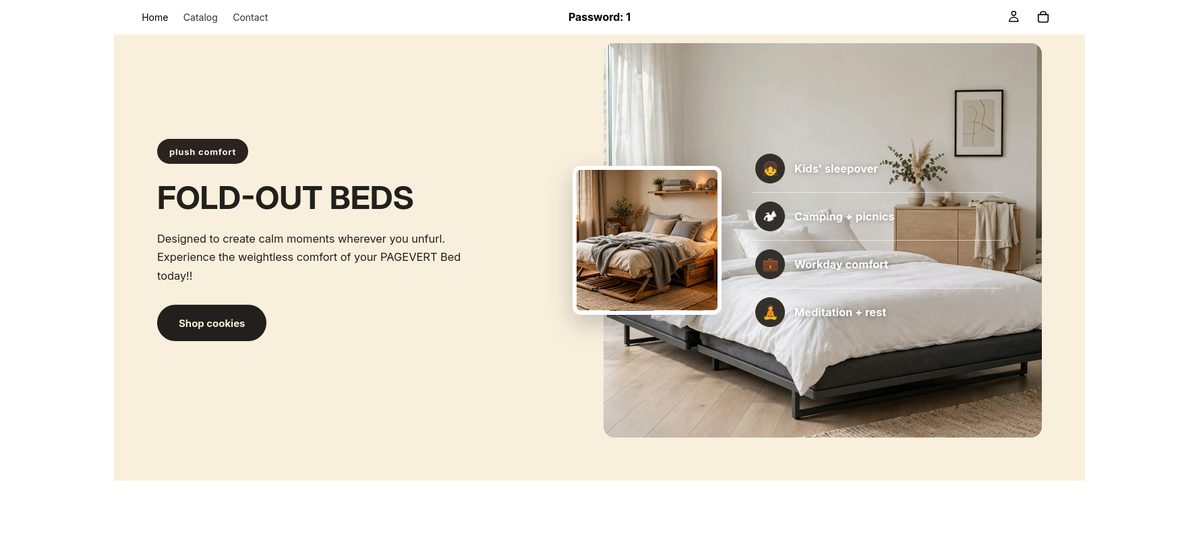 Home
Catalog
Contact
Password: 1
plush comfort
FOLD-OUT BEDS
Designed to create calm moments wherever you unfurl.
Experience the weightless comfort of your PAGEVERT Bed
today!!
Shop cookies
Kids' sleepover
Camping + picnics
Workday comfort
Meditation + rest